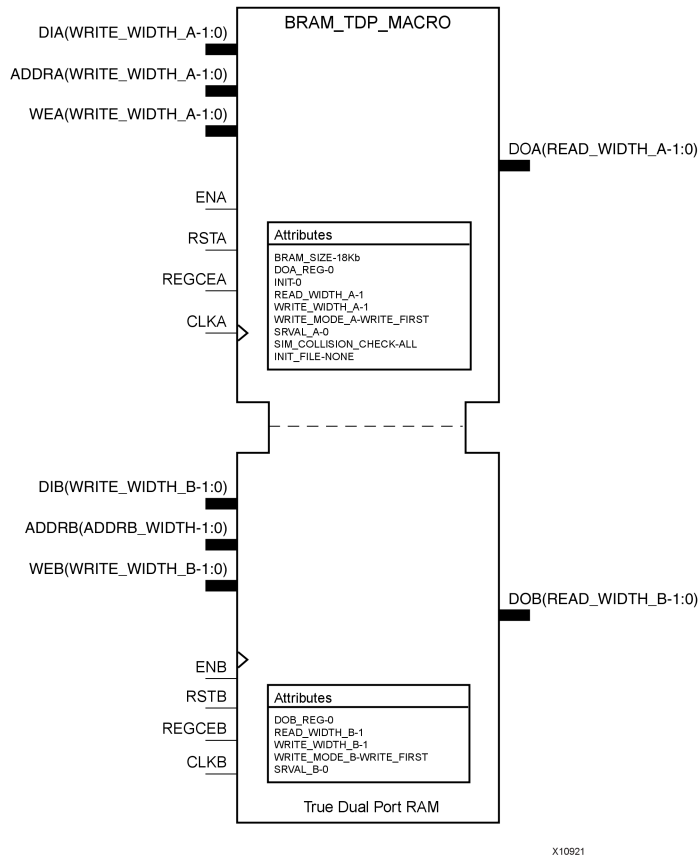 BRAM_TDP_MACRO
DIA(WRITE_WIDTH_A-1:0)
ADDRA(WRITE_WIDTH_A-1:0)
WEA(WRITE_WIDTH_A-1:0)
DOA(READ_WIDTH_A-1:0)
ENA
RSTA
REGCEA
CLKA
Attributes
BRAM_SIZE-18Kb
DOA_REG-0
INIT-0
READ_WIDTH_A-1
WRITE_WIDTH_A-1
WRITE_MODE_A-WRITE_FIRST
SRVAL_A-0
SIM_COLLISION_CHECK-ALL
INIT_FILE-NONE
DIB(WRITE_WIDTH_B-1:0)
ADDRB(ADDRB_WIDTH-1:0)
WEB(WRITE_WIDTH_B-1:0)
DOB(READ_WIDTH_B-1:0)
ENB
RSTB
REGCEB
CLKB
Attributes
DOB_REG-0
READ_WIDTH_B-1
WRITE_WIDTH_B-1
WRITE_MODE_B-WRITE_FIRST
SRVAL_B-0
True Dual Port RAM
X10921